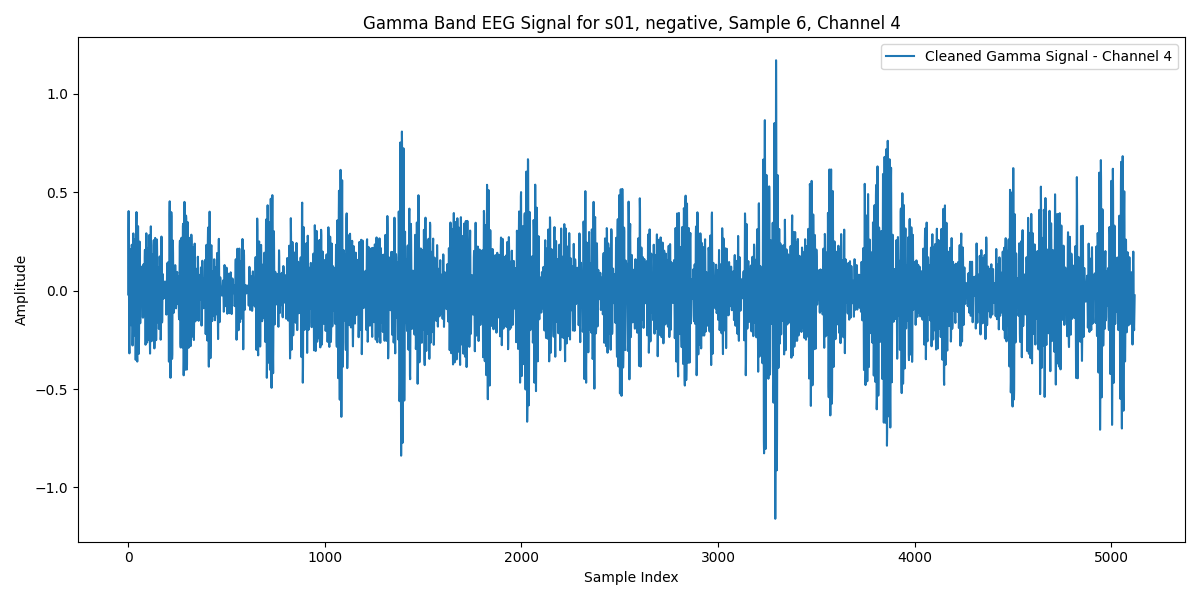 Gamma Band EEG Signal for s01, negative, Sample 6, Channel 4
Cleaned Gamma Signal - Channel 4
Amplitude
1.0
0.5
0.0
−0.5
−1.0
0 1000 2000 3000 4000 5000
Sample Index